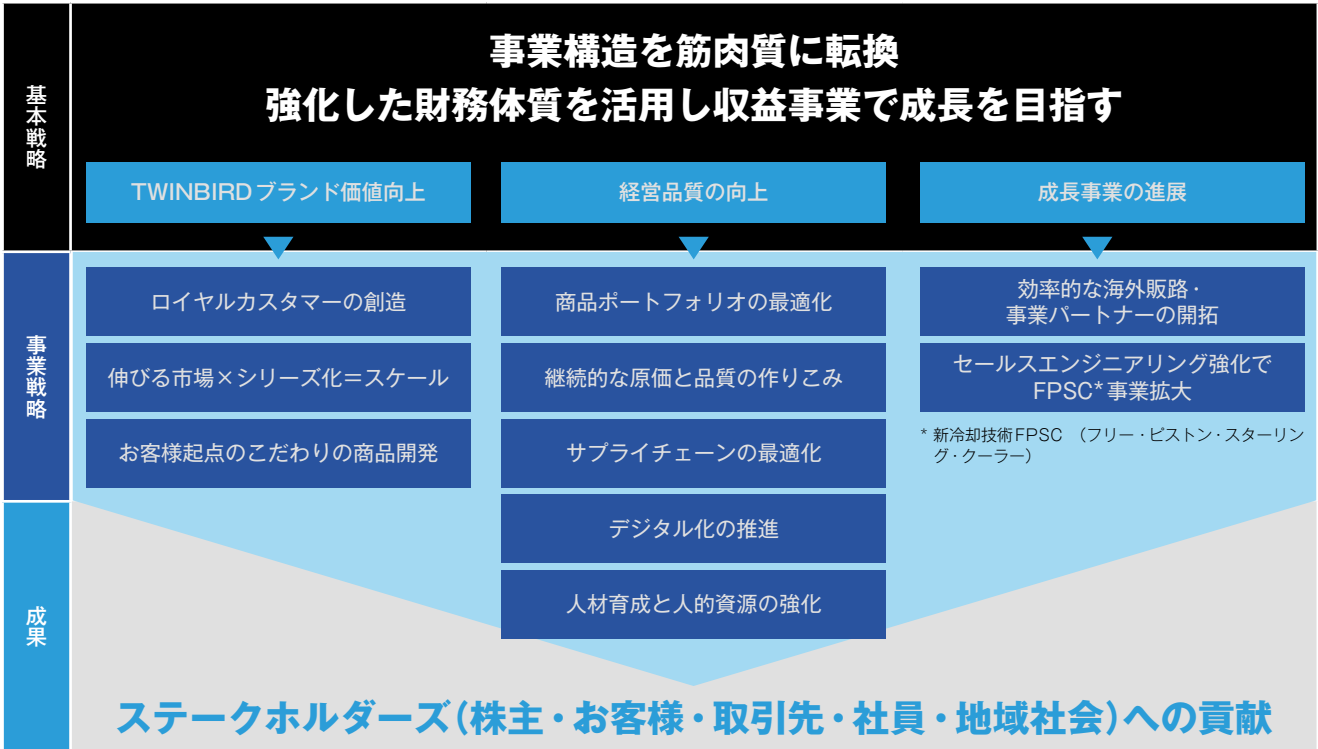 基本戦略
事業構造を筋肉質に転換
強化した財務体質を活用し収益事業で成長を目指す
TWINBIRDブランド価値向上
経営品質の向上
成長事業の進展
事業戦略
ロイヤルカスタマーの創造
伸びる市場×シリーズ化＝スケール
お客様起点のこだわりの商品開発
商品ポートフォリオの最適化
継続的な原価と品質の作りこみ
サプライチェーンの最適化
デジタル化の推進
人材育成と人的資源の強化
効率的な海外販路・
事業パートナーの開拓
セールスエンジニアリング強化で
FPSC*事業拡大
* 新冷却技術FPSC （フリー・ピストン・スターリン
グ・クーラー）
成果
ステークホルダーズ（株主・お客様・取引先・社員・地域社会）への貢献